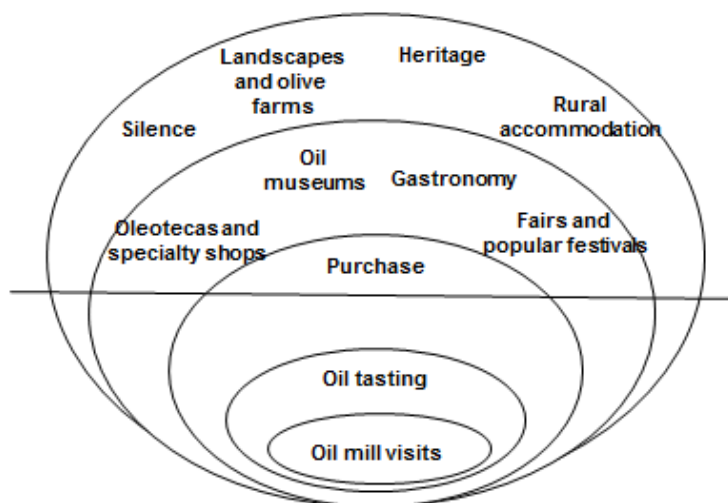 Landscapes
and olive
farms
Heritage
Silence
Rural
accommodation
Oil
museums
Gastronomy
Oleotecas and
specialty shops
Fairs and
popular festivals
Purchase
Oil tasting
Oil mill visits